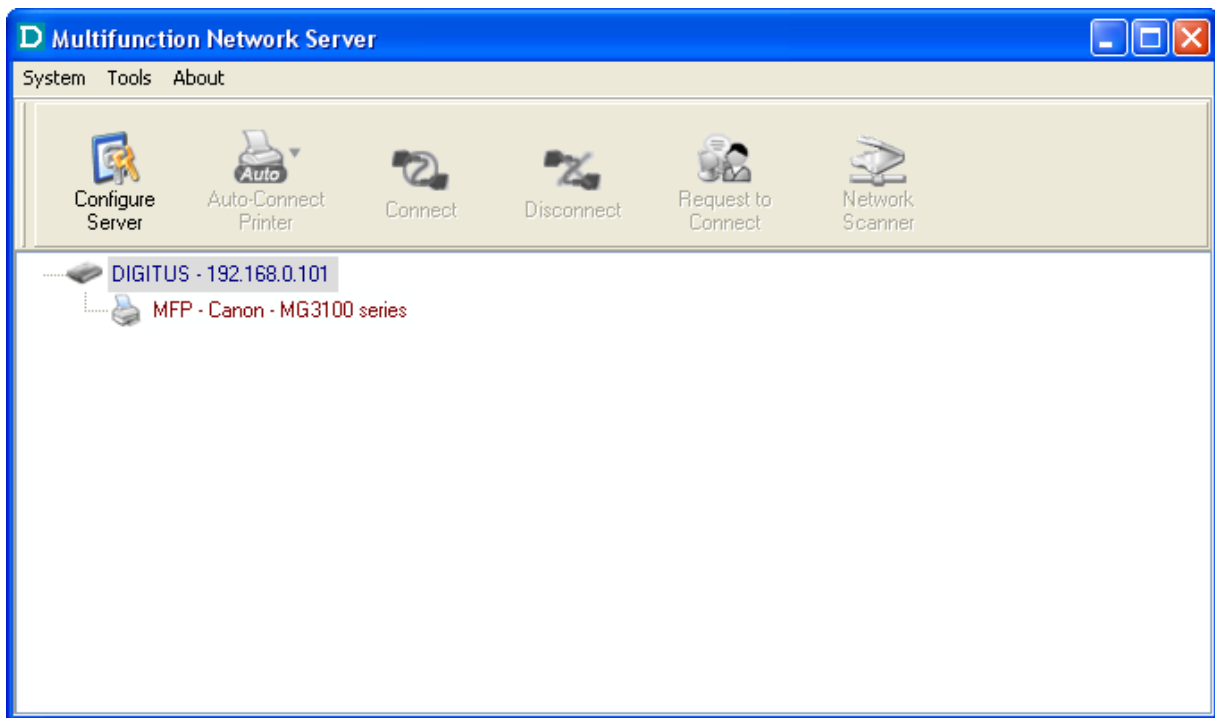 D Multifunction Network Server
System Tools About
Auto
Configure Server
Auto-Connect Printer
Connect
Disconnect
Request to Connect
Network Scanner
DIGITUS - 192.168.0.101
MFP - Canon - MG3100 series